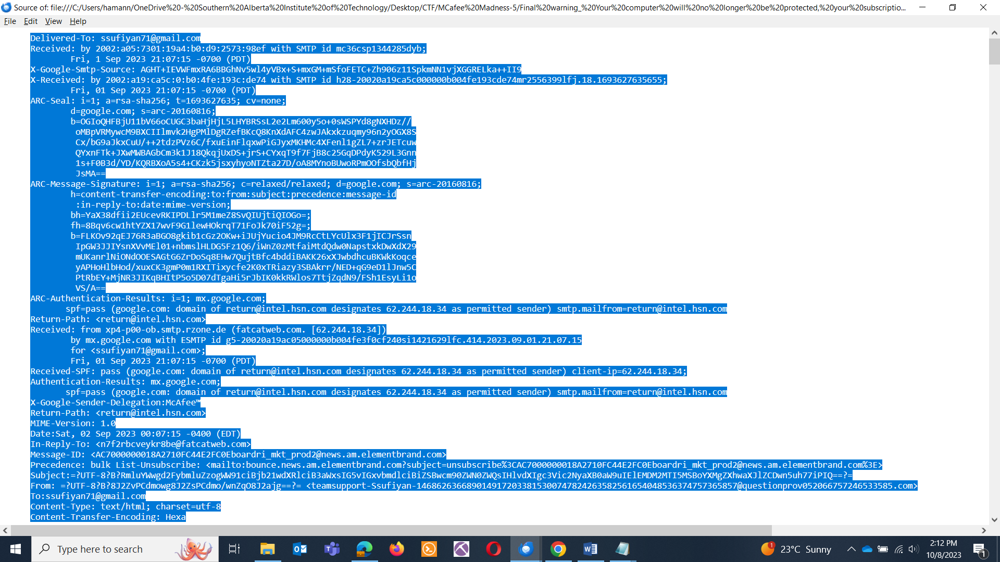 Source of: file:///C:/Users/hamann/OneDrive%20-%20Southern%20Alberta%20Institute%20of%20Technology/Desktop/CTF/MCafee%20Madness-5/Final%20warning_%20Your%20computer%20will%20no%20longer%20be%20protected,%20your%20subscriptio...
File Edit View Help
Delivered-To: ssufiyan71@gmail.com
Received: by 2002:a05:7301:19a4:b0:d9:2573:98ef with SMTP id mc36csp1344285dyb;
Fri, 1 Sep 2023 21:07:15 -0700 (PDT)
X-Google-Smtp-Source: AGHT+IEVWFmxRA6BBGhNv5wl4yVBx+S+mxGM+mSfoFETC+Zh906z11SpkmNN1vjXGGRELka++II9
X-Received: by 2002:a19:ca5c:0:b0:4fe:193c:de74 with SMTP id h28-20020a19ca5c000000b004fe193cde74mr2556399lfj.18.1693627635655;
Fri, 01 Sep 2023 21:07:15 -0700 (PDT)
ARC-Seal: i=1; a=rsa-sha256; t=1693627635; cv=none;
d=google.com; s=arc-20160816;
b=OGIoQHFBjU11bV66oCUGC3baHjHjL5LHYBRSsL2e2Lm600y5o+0sWSPYd8gNXHDz//
oMBpVRMywcM9BXCIIlmvk2HgPMlDgRZefBKcQ8KnXdAFC4zwJAkxkzuqmy96n2yOGX8S
Cx/bG9aJkxCuU/++2tdzPVz6C/fxuEinFlqxwPiGJyxMKHMc4XFenl1gZL7+zrJETcuw
QYxnFTk+JXwMWBAGbCm3k1J18QkqjUxDS+jrS+CYxqT9f7FjB8c25GqDPdyK529L3Gnn
1s+F0B3d/YD/KQRBXoA5s4+CKzk5jsxyhyoNTZta27D/oA8MYnoBUwoRPmOOfsbQbfHj
JsMA==
ARC-Message-Signature: i=1; a=rsa-sha256; c=relaxed/relaxed; d=google.com; s=arc-20160816;
h=content-transfer-encoding:to:from:subject:precedence:message-id
:in-reply-to:date:mime-version;
bh=YaX38dfii2EUcevRKIPDLlr5M1meZ8SvQIUjtiQIOGo=;
fh=8Bqv6cw1htYZX17wvF9G1lewHOkrqT71FoJk70iF52g=;
b=FLKOv92qEJ76R3aBGO8gkib1cGz2OKw+iJUjYucio4JM9RcCtLYcUlx3F1jICJrSsn
IpGW3JJIYsnXVvMEl01+nbmslHLDG5Fz1Q6/iWnZ0zMtfaiMtdQdw0NapstxkDwXdX29
mUKanrlNiONdOOESAGtG6ZrDoSq8EHw7QujtBfc4bddiBAKK26xXJwbdhcuBKWkKoqce
yAPHoHlbHod/xuxCK3gmP0m1RXITixycfe2K0xTRiazy3SBAkrr/NED+qG9eD1lJnw5C
PtRbEY+MjNR3JIKqBHItP5o5D07dTgaHi5rJbIK0kkRWlos7TtjZqdN9/FSh1EsyLi1o
VS/A==
ARC-Authentication-Results: i=1; mx.google.com;
spf=pass (google.com: domain of return@intel.hsn.com designates 62.244.18.34 as permitted sender) smtp.mailfrom=return@intel.hsn.com
Return-Path: <return@intel.hsn.com>
Received: from xp4-p00-ob.smtp.rzone.de (fatcatweb.com. [62.244.18.34])
by mx.google.com with ESMTP id g5-20020a19ac05000000b004fe3f0cf240si1421629lfc.414.2023.09.01.21.07.15
for <ssufiyan71@gmail.com>;
Fri, 01 Sep 2023 21:07:15 -0700 (PDT)
Received-SPF: pass (google.com: domain of return@intel.hsn.com designates 62.244.18.34 as permitted sender) client-ip=62.244.18.34;
Authentication-Results: mx.google.com;
spf=pass (google.com: domain of return@intel.hsn.com designates 62.244.18.34 as permitted sender) smtp.mailfrom=return@intel.hsn.com
X-Google-Sender-Delegation:McAfee™
Return-Path: <return@intel.hsn.com>
MIME-Version: 1.0
Date:Sat, 02 Sep 2023 00:07:15 -0400 (EDT)
In-Reply-To: <n7f2rbcveykr8be@fatcatweb.com>
Message-ID: <AC7000000018A2710FC44E2FC0Eboardri_mkt_prod2@news.am.elementbrand.com>
Precedence: bulk List-Unsubscribe: <mailto:bounce.news.am.elementbrand.com?subject=unsubscribe%3CAC7000000018A2710FC44E2FC0Eboardri_mkt_prod2@news.am.elementbrand.com%3E>
Subject:=?UTF-8?B?RmluYWwgd2FybmluZzogWW91ciBjb21wdXRlciB3aWxsIG5vIGxvbmdlciBiZSBwcm90ZWN0ZWQsIHlvdXIgc3Vic2NyaXB0aW9uIElEMDM2MTI5MSBoYXMgZXhwaXJlZCDwn5uh77iPIQ==?=
From: =?UTF-8?B?8J2ZvPCdmowg8J2ZsPCdmo/wnZqO8J2ajg==?= <teamsupport-Ssufiyan-14686263668901491720338153007478242635825616540485363747573658​57@questionprov052066757246533585.com>
To:ssufiyan71@gmail.com
Content-Type: text/html; charset=utf-8
Content-Transfer-Encoding: Hexa
Type here to search
1
23°C Sunny
2:12 PM
10/8/2023
1